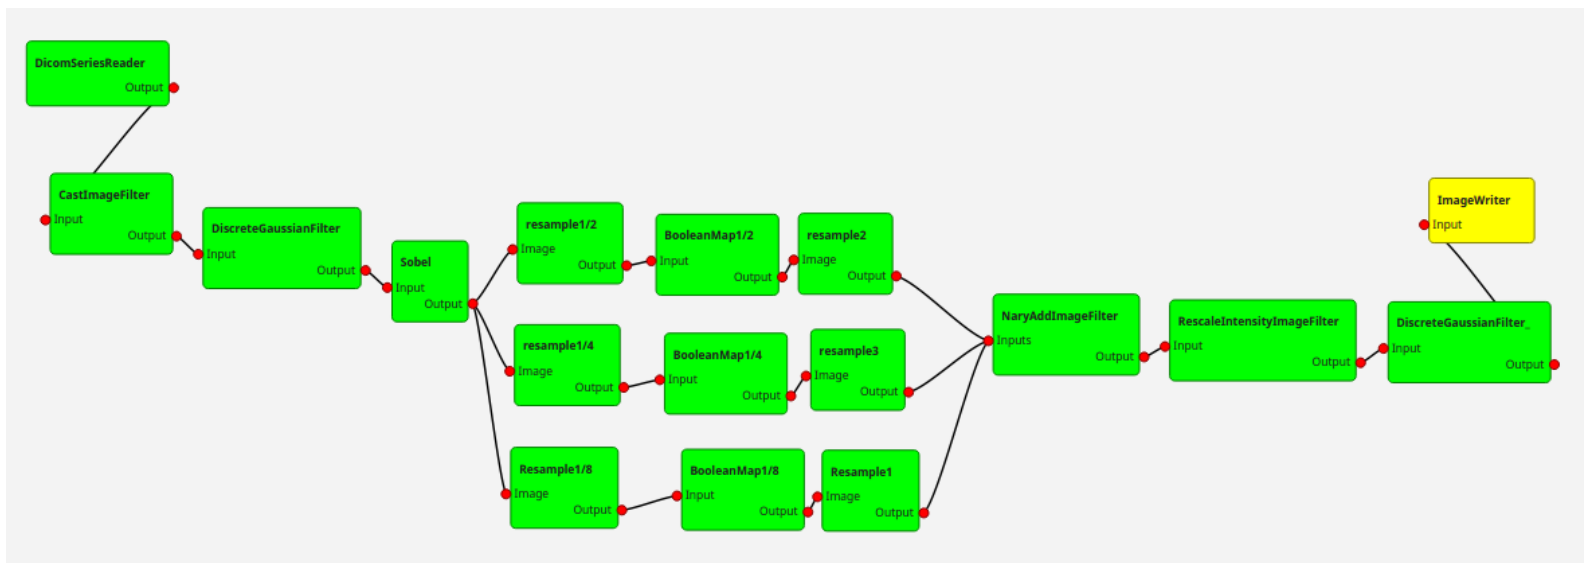 DicomSeriesReader
Output
CastImageFilter
Input
Output
DiscreteGaussianFilter
Input
Output
Sobel
Input
Output
resample1/2
Image
Output
BooleanMap1/2
Input
Output
resample2
Image
Output
resample1/4
Image
Output
BooleanMap1/4
Input
Output
resample3
Image
Output
Resample1/8
Image
Output
BooleanMap1/8
Input
Output
Resample1
Image
Output
NaryAddImageFilter
Inputs
Output
RescaleIntensityImageFilter
Input
Output
DiscreteGaussianFilter_
Input
Output
ImageWriter
Input